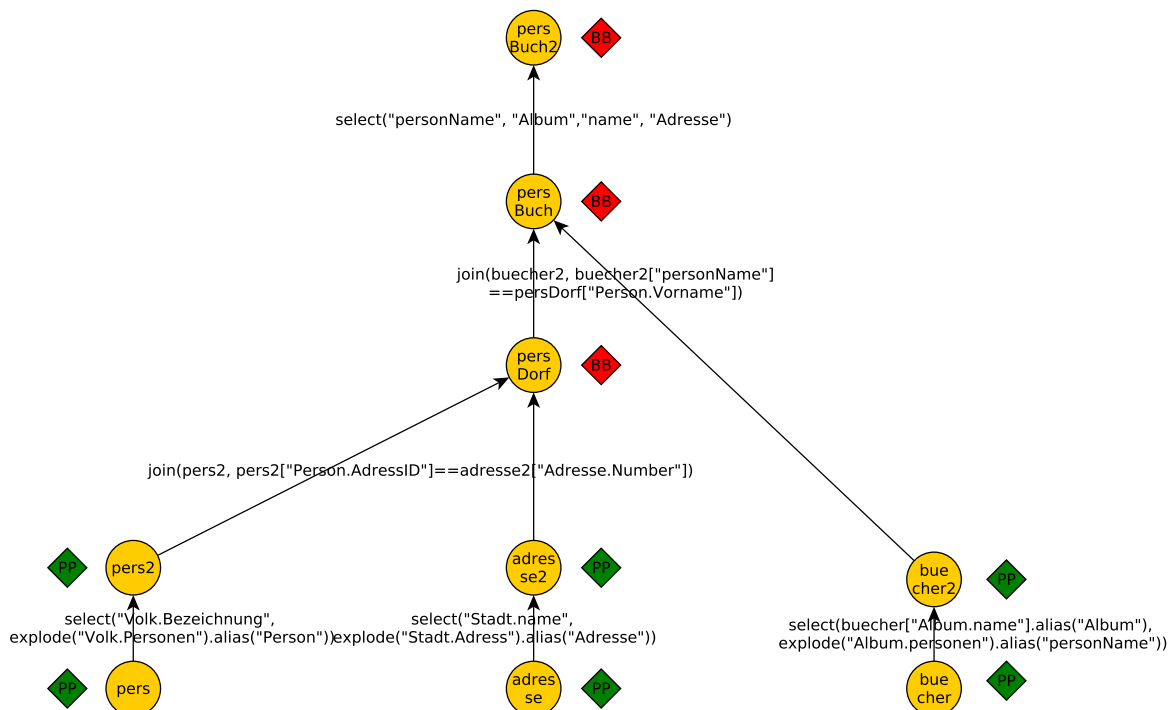 pers
Buch2
BB
select("personName", "Album","name", "Adresse")
pers
Buch
BB
join(buecher2, buecher2["personName"]
==persDorf["Person.Vorname"])
pers
Dorf
BB
join(pers2, pers2["Person.AdressID"]==adresse2["Adresse.Number"])
PP
pers2
adres
se2
PP
bue
cher2
PP
select("Volk.Bezeichnung",
explode("Volk.Personen").alias("Person"))
select("Stadt.name",
explode("Stadt.Adress").alias("Adresse"))
select(buecher["Album.name"].alias("Album"),
explode("Album.personen").alias("personName"))
PP
pers
adres
se
PP
bue
cher
PP